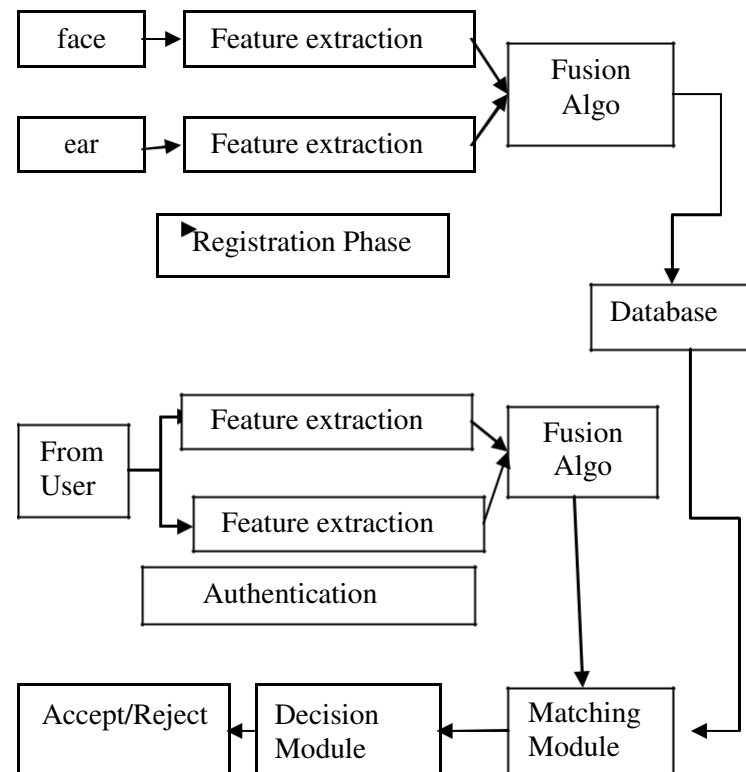 face
Feature extraction
Fusion
Algo
ear
Feature extraction
Registration Phase
Database
From
User
Feature extraction
Fusion
Algo
Feature extraction
Authentication
Accept/Reject
Decision
Module
Matching
Module